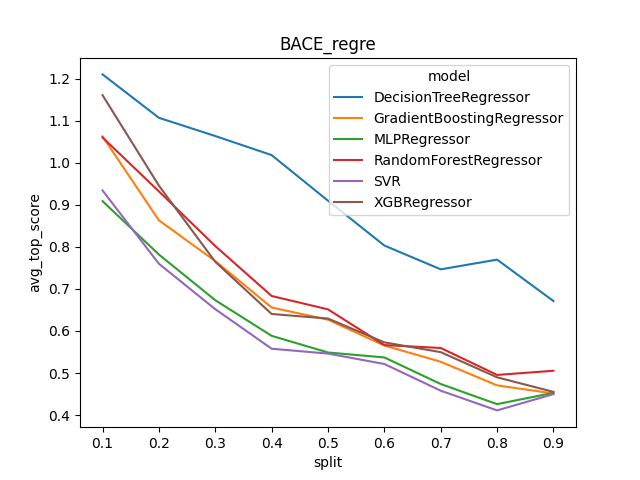 BACE_regre
avg_top_score
1.2
1.1
1.0
0.9
0.8
0.7
0.6
0.5
0.4
model
DecisionTreeRegressor
GradientBoostingRegressor
MLPRegressor
RandomForestRegressor
SVR
XGBRegressor
0.1 0.2 0.3 0.4 0.5 0.6 0.7 0.8 0.9
split